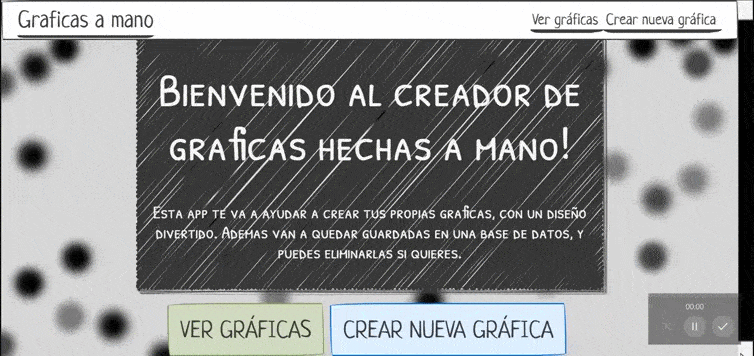 Graficas a mano
Ver gráficas Crear nueva gráfica
Bienvenido al creador de
graficas hechas a mano!
Esta app te va a ayudar a crear tus propias graficas, con un diseño
divertido. Ademas van a quedar guardadas en una base de datos, y
puedes eliminarlas si quieres.
VER GRÁFICAS CREAR NUEVA GRÁFICA
00:00